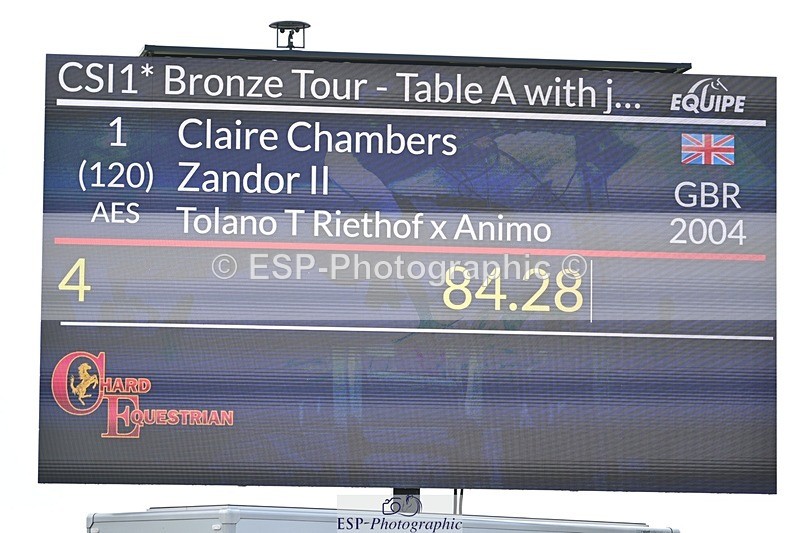 CSI1* Bronze Tour - Table A with j...
EQUIPE
1 Claire Chambers
(120) Zandor II GBR
AES Tolano T Riethof x Animo 2004
© ESP-Photographic ©
4 84.28
CHARD
EQUESTRIAN
ESP-Photographic